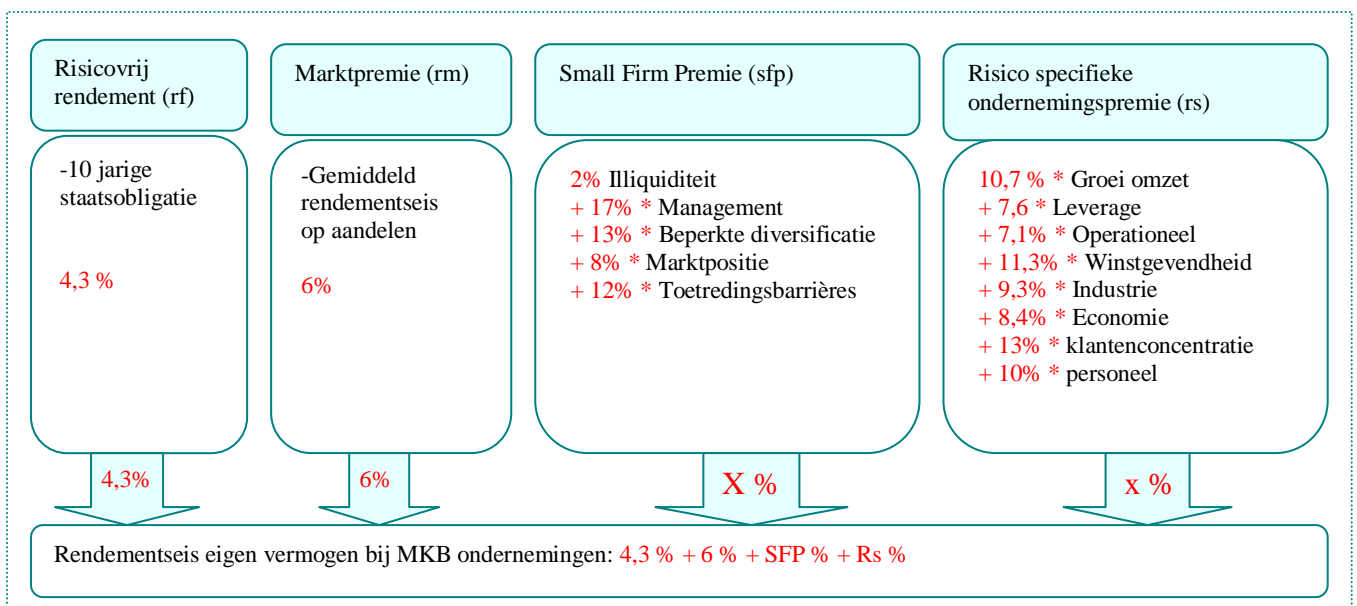 Risicovrij
rendement (rf)
-10 jarige
staatsobligatie
4,3 %
4,3%
Marktpremie (rm)
-Gemiddeld
rendementseis
op aandelen
6%
6%
Small Firm Premie (sfp)
2% Illiquiditeit
+ 17% * Management
+ 13% * Beperkte diversificatie
+ 8% * Marktpositie
+ 12% * Toetredingsbarrières
X %
Risico specifieke
ondernemingspremie (rs)
10,7 % * Groei omzet
+ 7,6 * Leverage
+ 7,1% * Operationeel
+ 11,3% * Winstgevendheid
+ 9,3% * Industrie
+ 8,4% * Economie
+ 13% * klantenconcentratie
+ 10% * personeel
x %
Rendementseis eigen vermogen bij MKB ondernemingen: 4,3 % + 6 % + SFP % + Rs %